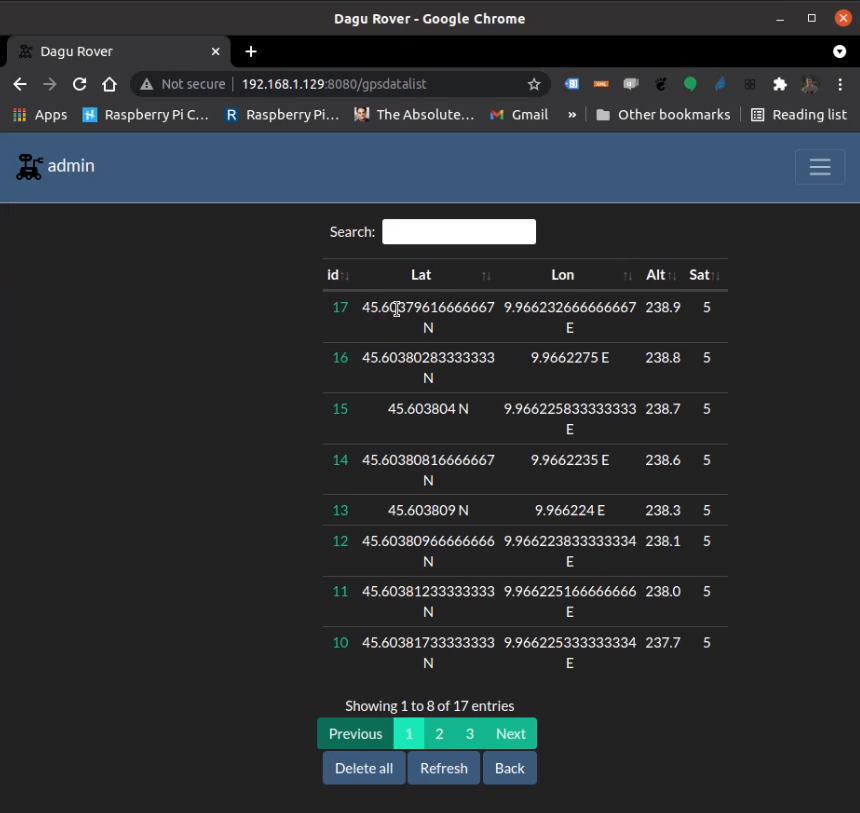 Dagu Rover - Google Chrome
Dagu Rover
Not secure | 192.168.1.129:8080/gpsdatalist
Apps Raspberry Pi C... Raspberry Pi... The Absolute... Gmail » Other bookmarks Reading list
admin
Search:
id Lat Lon Alt Sat
17 45.60379616666667 9.966232666666667 238.9 5
N E
16 45.60380283333333 9.9662275 E 238.8 5
N
15 45.603804 N 9.966225833333333 238.7 5
E
14 45.60380816666667 9.9662235 E 238.6 5
N
13 45.603809 N 9.966224 E 238.3 5
12 45.60380966666666 9.966223833333334 238.1 5
N E
11 45.60381233333333 9.966225166666666 238.0 5
N E
10 45.60381733333333 9.966225333333334 237.7 5
N E
Showing 1 to 8 of 17 entries
Previous 1 2 3 Next
Delete all Refresh Back